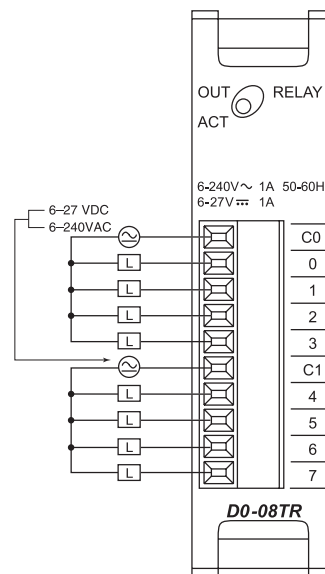 OUT RELAY
ACT
6-240V∼ 1A 50-60H
6-27V⎓ 1A
6–27 VDC
6–240VAC
C0
L 0
L 1
L 2
L 3
C1
L 4
L 5
L 6
L 7
D0-08TR